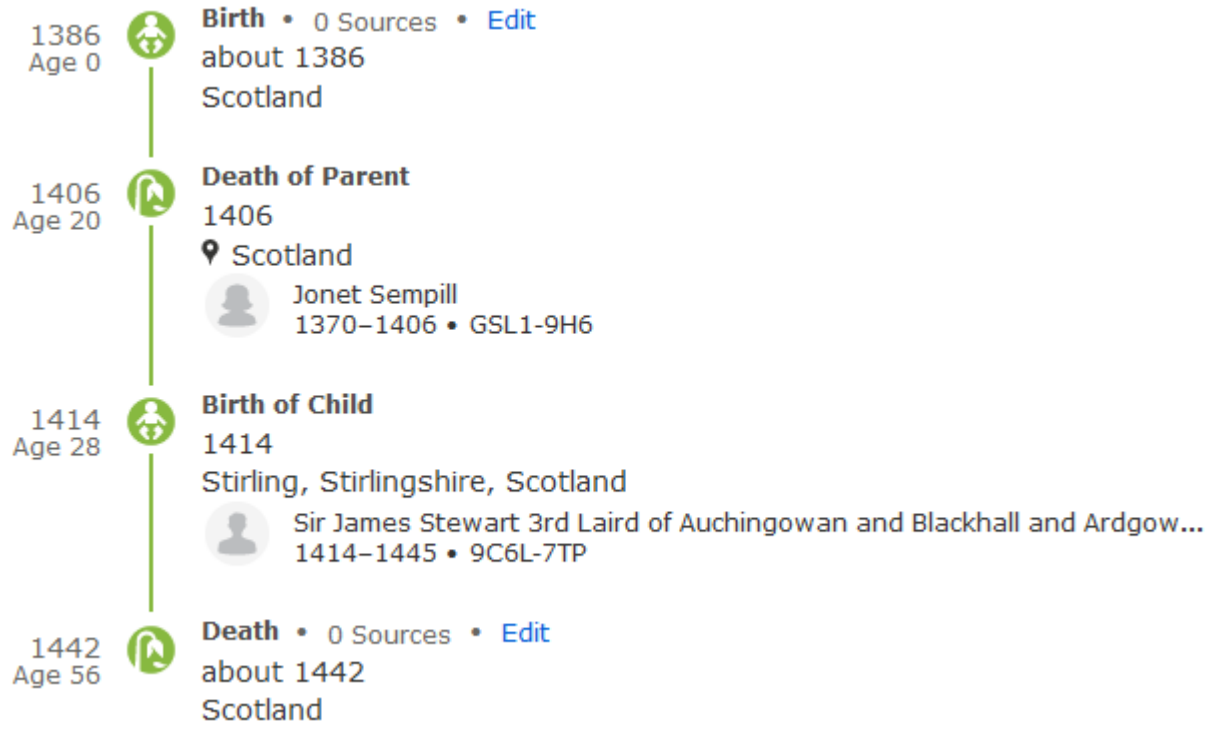 1386
Age 0
Birth • 0 Sources • Edit
about 1386
Scotland
1406
Age 20
Death of Parent
1406
Scotland
Jonet Sempill
1370–1406 • GSL1-9H6
1414
Age 28
Birth of Child
1414
Stirling, Stirlingshire, Scotland
Sir James Stewart 3rd Laird of Auchingowan and Blackhall and Ardgow...
1414–1445 • 9C6L-7TP
1442
Age 56
Death • 0 Sources • Edit
about 1442
Scotland